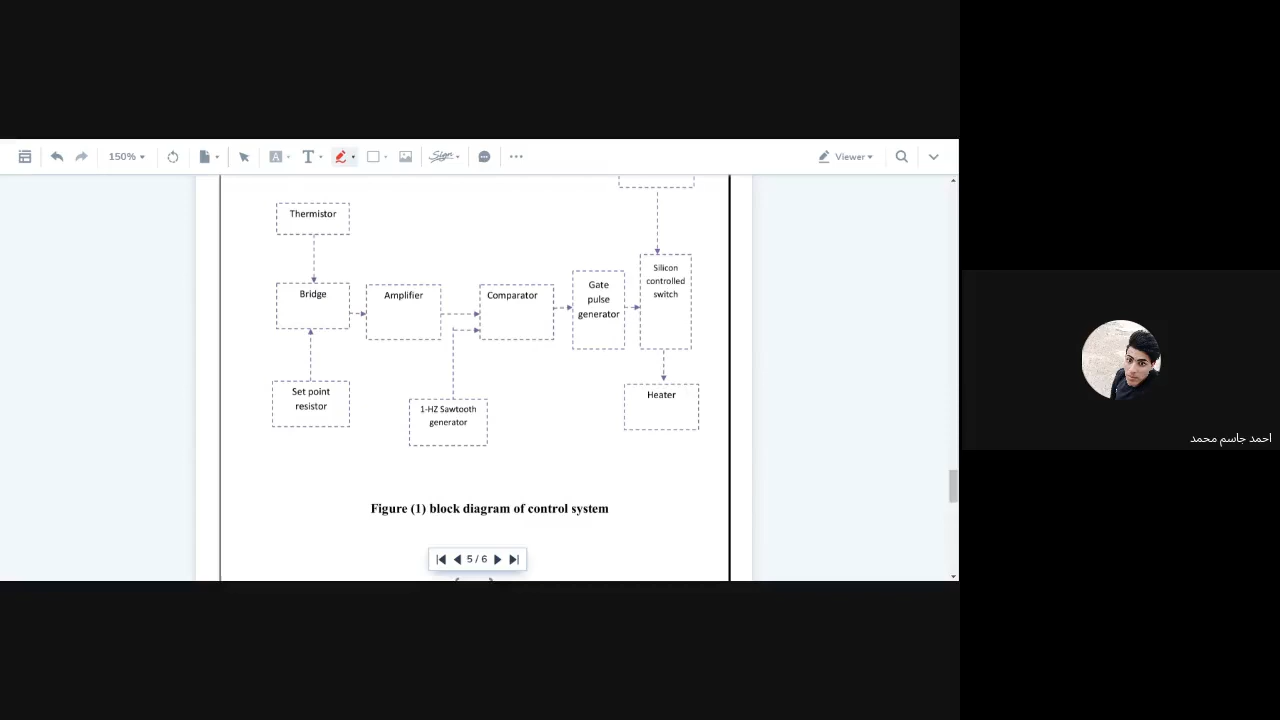 150%
A
T
Sign
Viewer
Thermistor
Bridge
Amplifier
Comparator
Gate
pulse
generator
Silicon
controlled
switch
Set point
resistor
1-HZ Sawtooth
generator
Heater
Figure (1) block diagram of control system
5 / 6
احمد جاسم محمد